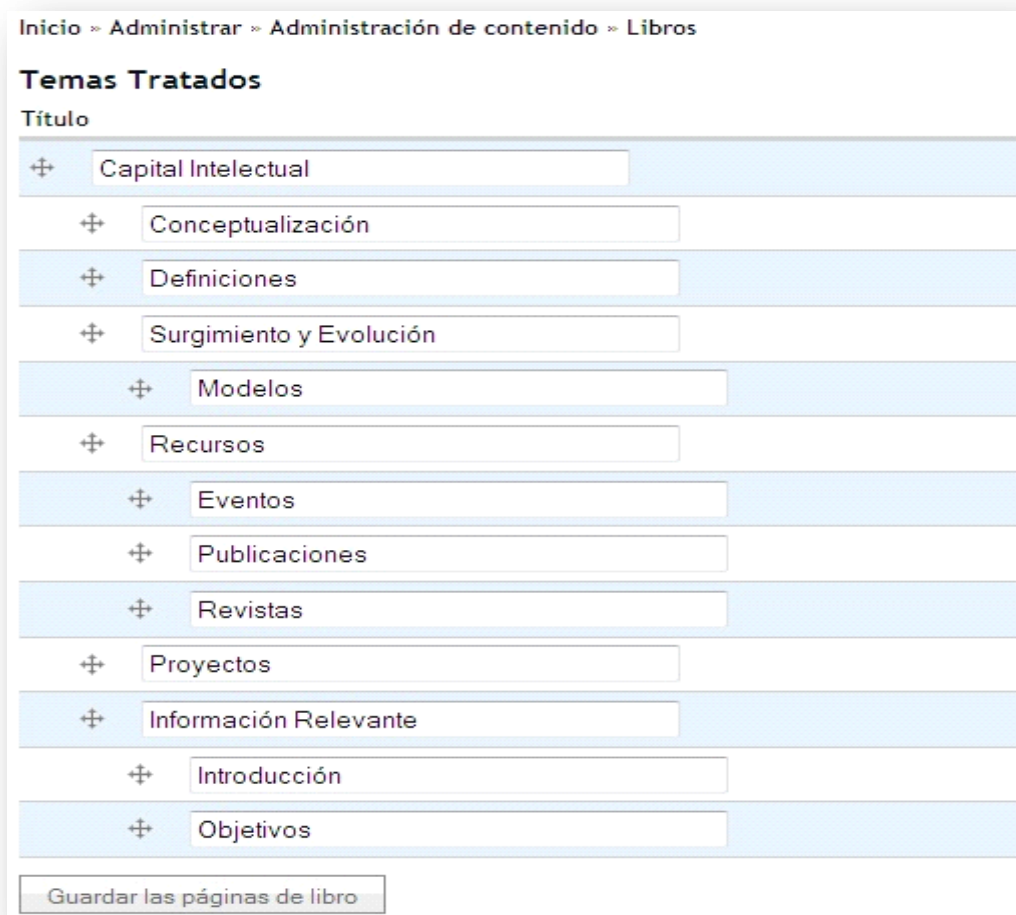 Inicio » Administrar » Administración de contenido » Libros
Temas Tratados
Título
Capital Intelectual
Conceptualización
Definiciones
Surgimiento y Evolución
Modelos
Recursos
Eventos
Publicaciones
Revistas
Proyectos
Información Relevante
Introducción
Objetivos
Guardar las páginas de libro